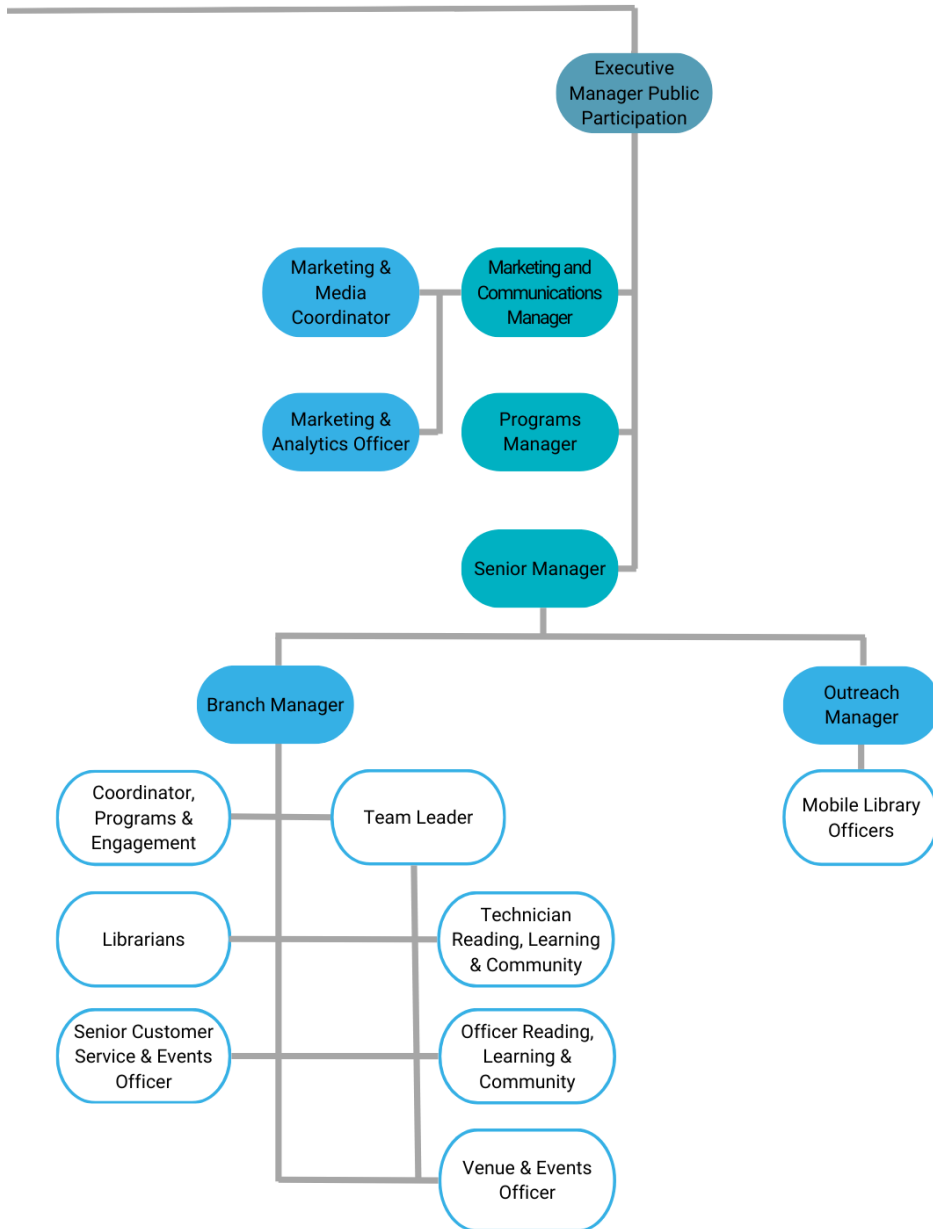 Executive
Manager Public
Participation
Marketing &
Media
Coordinator
Marketing and
Communications
Manager
Marketing &
Analytics Officer
Programs
Manager
Senior Manager
Branch Manager
Outreach
Manager
Coordinator,
Programs &
Engagement
Team Leader
Mobile Library
Officers
Librarians
Technician
Reading, Learning
& Community
Senior Customer
Service & Events
Officer
Officer Reading,
Learning &
Community
Venue & Events
Officer